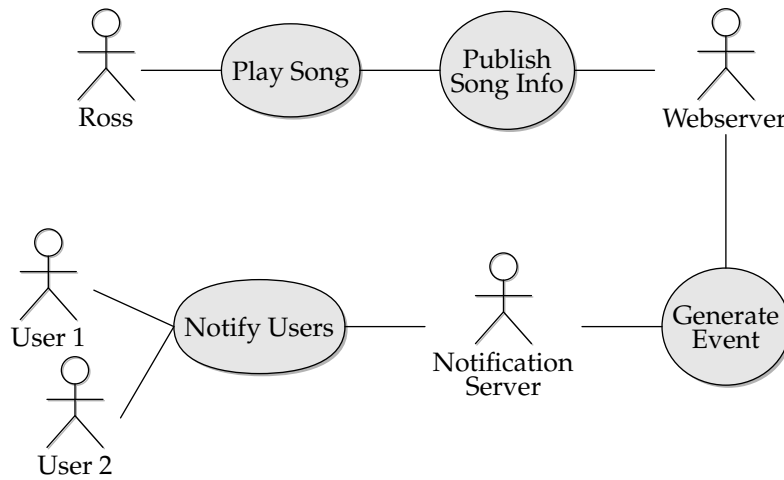 Ross
Play Song
Publish
Song Info
Webserver
User 1
Notify Users
Notification
Server
Generate
Event
User 2